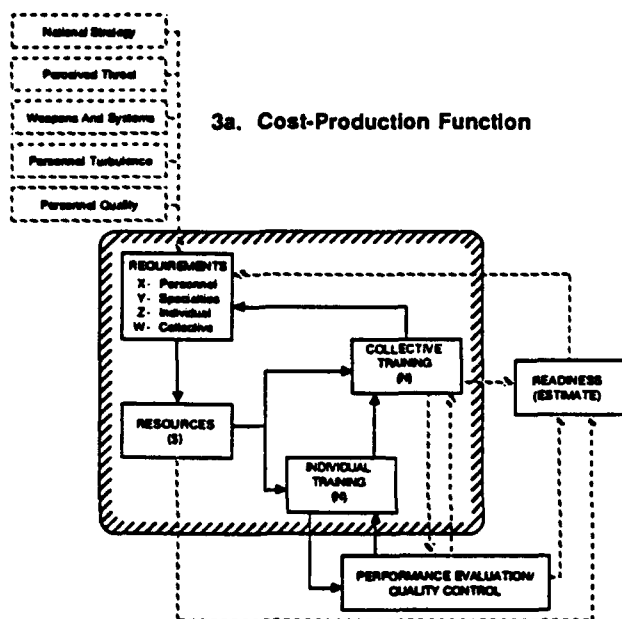 National Strategy
Perceived Threat
Weapons And Systems
Personnel Turbulence
Personnel Quality
3a. Cost-Production Function
REQUIREMENTS
X - Personnel
Y - Specialties
Z - Individual
W - Collective
COLLECTIVE
TRAINING
(N)
READINESS
(ESTIMATE)
RESOURCES
($)
INDIVIDUAL
TRAINING
(N)
PERFORMANCE EVALUATION/
QUALITY CONTROL